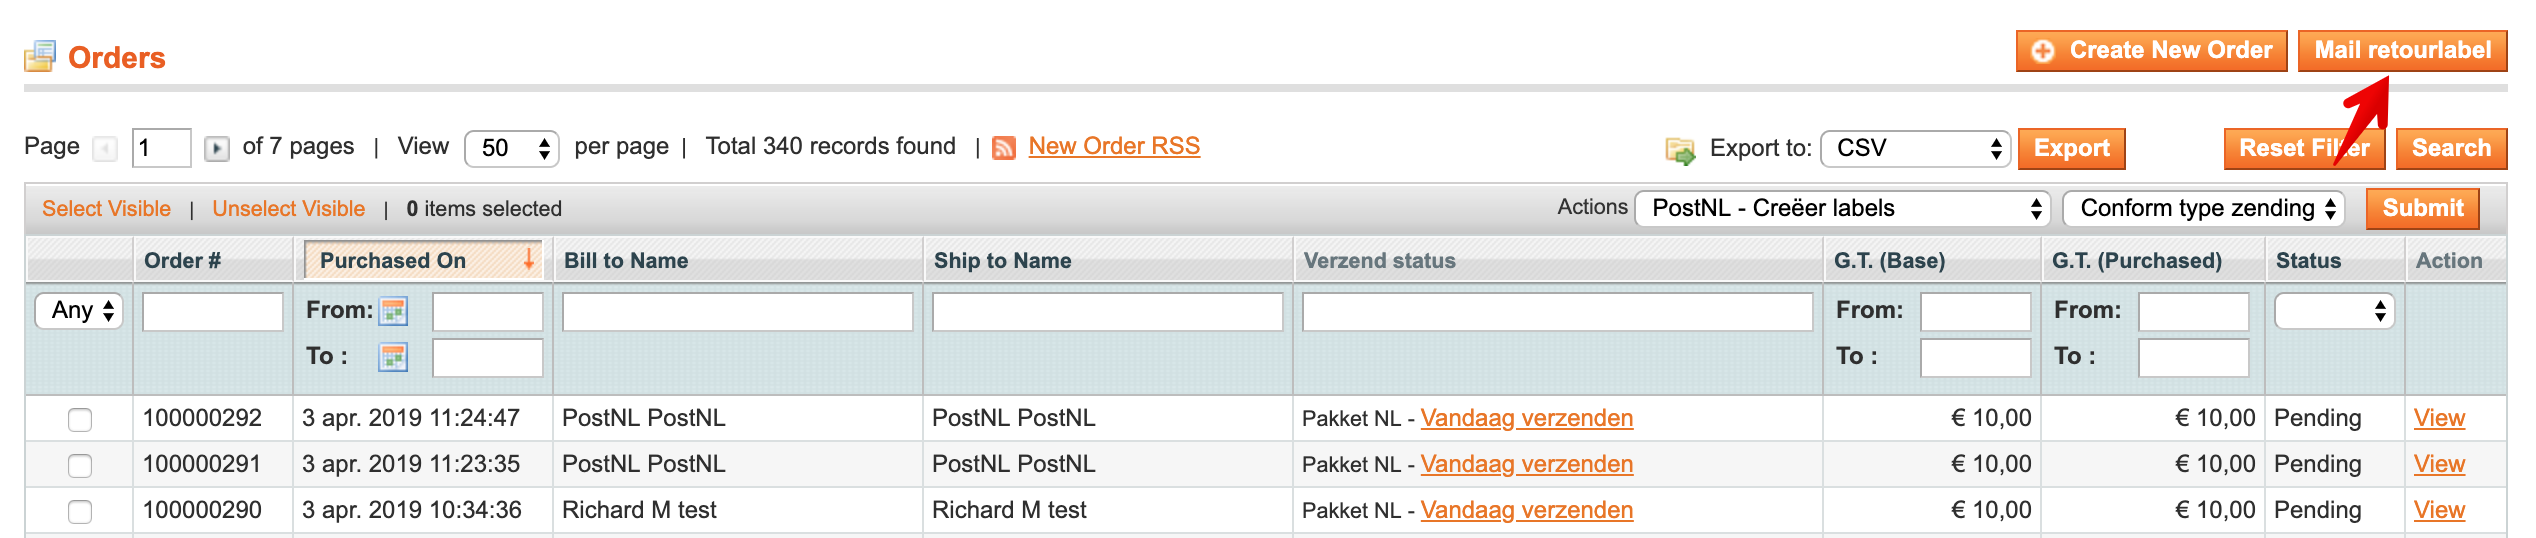 Orders
Create New Order Mail retourlabel
Page 1 of 7 pages | View 50 per page | Total 340 records found | New Order RSS Export to: CSV Export Reset Filter Search
Select Visible | Unselect Visible | 0 items selected Actions PostNL - Creëer labels Conform type zending Submit
Order # Purchased On Bill to Name Ship to Name Verzend status G.T. (Base) G.T. (Purchased) Status Action
Any From: From: From:
To : To : To :
100000292 3 apr. 2019 11:24:47 PostNL PostNL PostNL PostNL Pakket NL - Vandaag verzenden € 10,00 € 10,00 Pending View
100000291 3 apr. 2019 11:23:35 PostNL PostNL PostNL PostNL Pakket NL - Vandaag verzenden € 10,00 € 10,00 Pending View
100000290 3 apr. 2019 10:34:36 Richard M test Richard M test Pakket NL - Vandaag verzenden € 10,00 € 10,00 Pending View